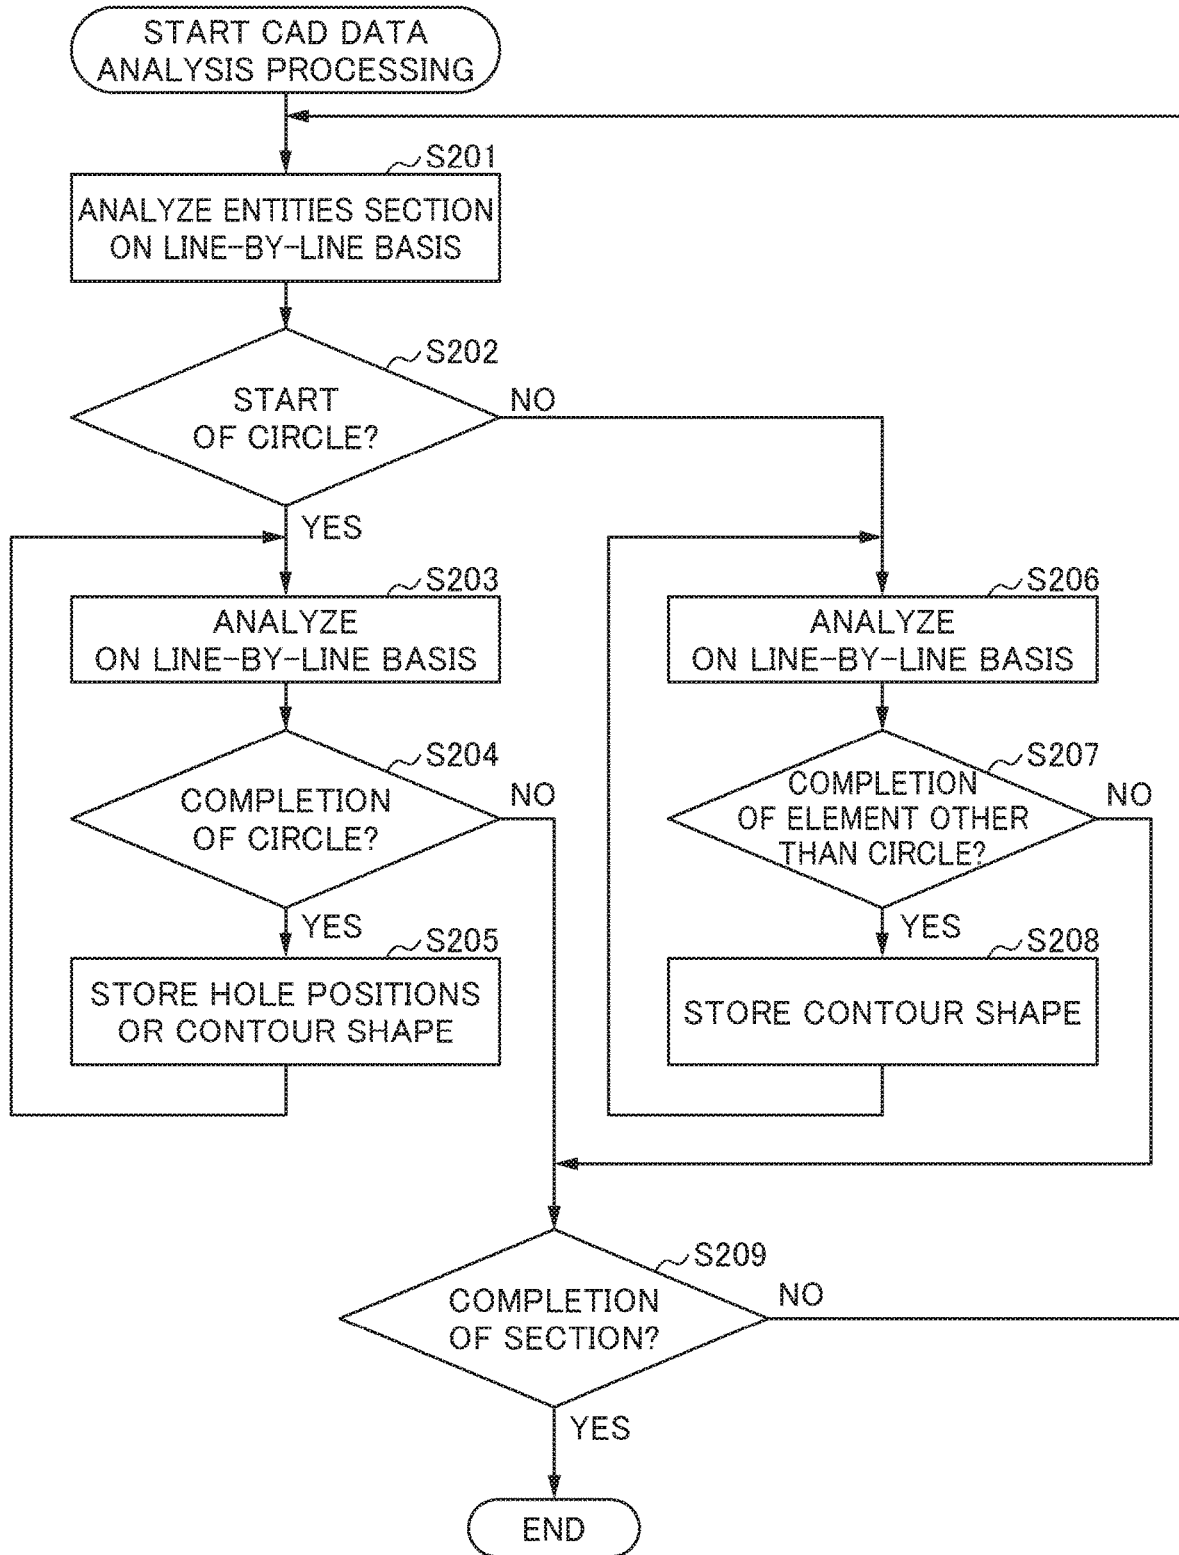 START CAD DATA
ANALYSIS PROCESSING
S201
ANALYZE ENTITIES SECTION
ON LINE-BY-LINE BASIS
S202
START
OF CIRCLE?
NO
YES
S203
ANALYZE
ON LINE-BY-LINE BASIS
S204
COMPLETION
OF CIRCLE?
NO
YES
S205
STORE HOLE POSITIONS
OR CONTOUR SHAPE
S206
ANALYZE
ON LINE-BY-LINE BASIS
S207
COMPLETION
OF ELEMENT OTHER
THAN CIRCLE?
NO
YES
S208
STORE CONTOUR SHAPE
S209
COMPLETION
OF SECTION?
NO
YES
END